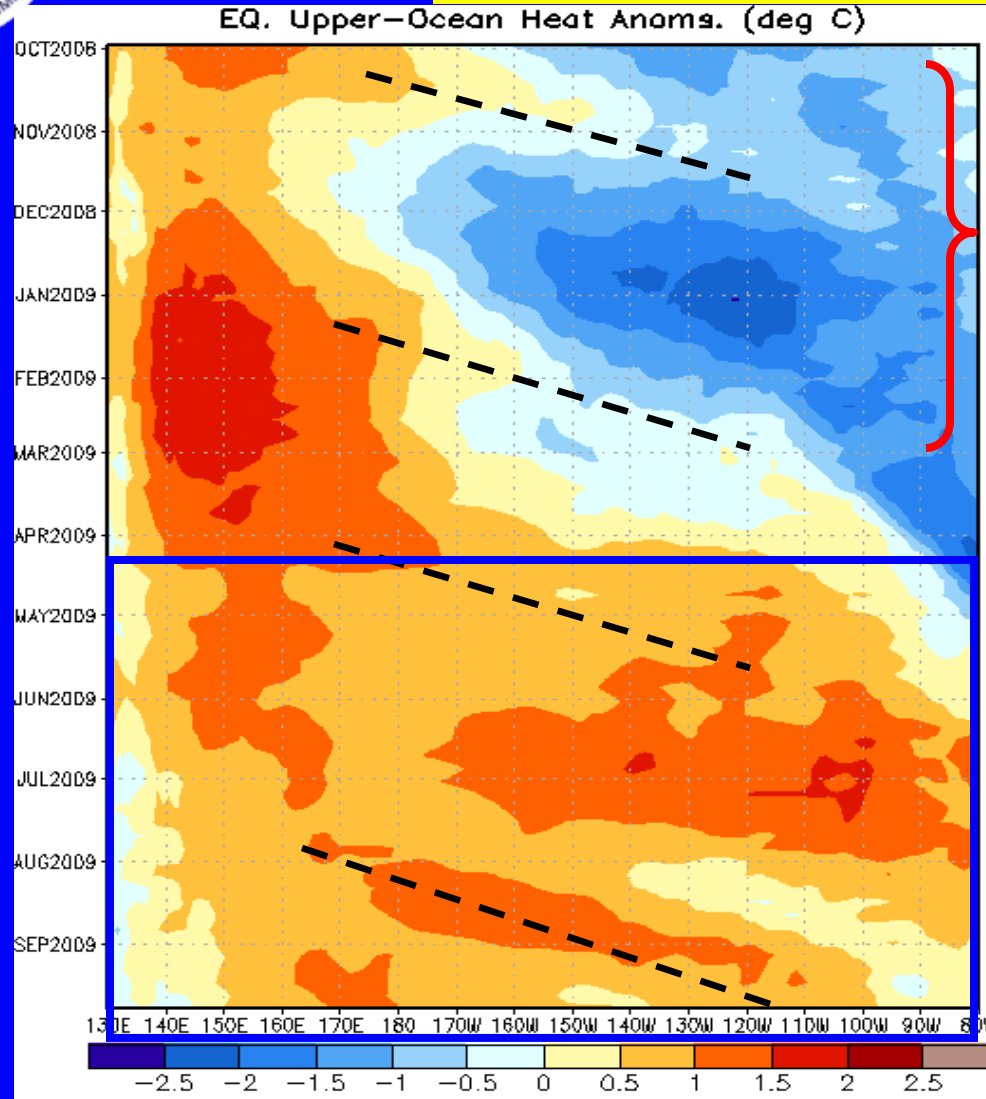 EQ. Upper-Ocean Heat Anoms. (deg C)
OCT2008
NOV2008
DEC2008
JAN2009
FEB2009
MAR2009
APR2009
MAY2009
JUN2009
JUL2009
AUG2009
SEP2009
130E 140E 150E 160E 170E 180 170W 160W 150W 140W 130W 120W 110W 100W 90W
-2.5 -2 -1.5 -1 -0.5 0 0.5 1 1.5 2 2.5